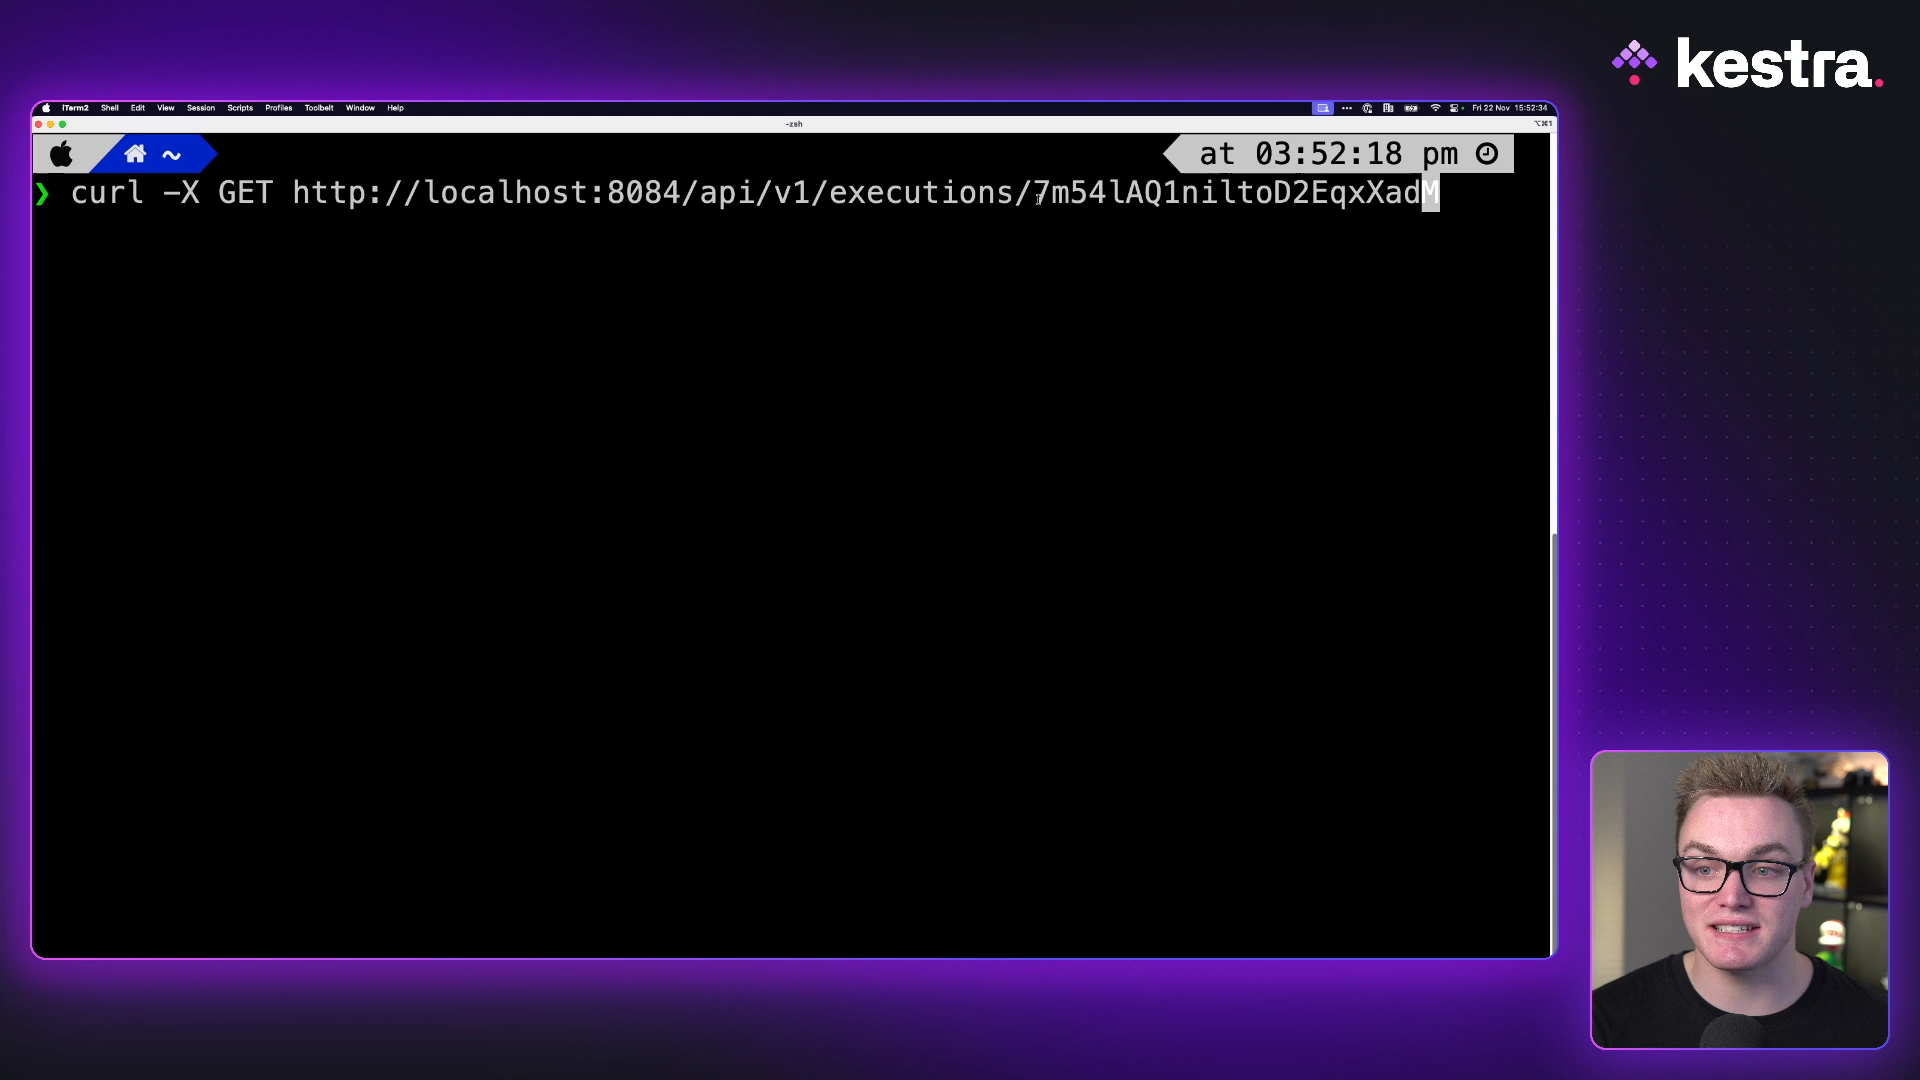 kestra.
iTerm2 Shell Edit View Session Scripts Profiles Toolbelt Window Help Fri 22 Nov 15:52:34
-zsh
⌥⌘1
~ at 03:52:18 pm
❯ curl -X GET http://localhost:8084/api/v1/executions/7m54lAQ1niltoD2EqxXadM